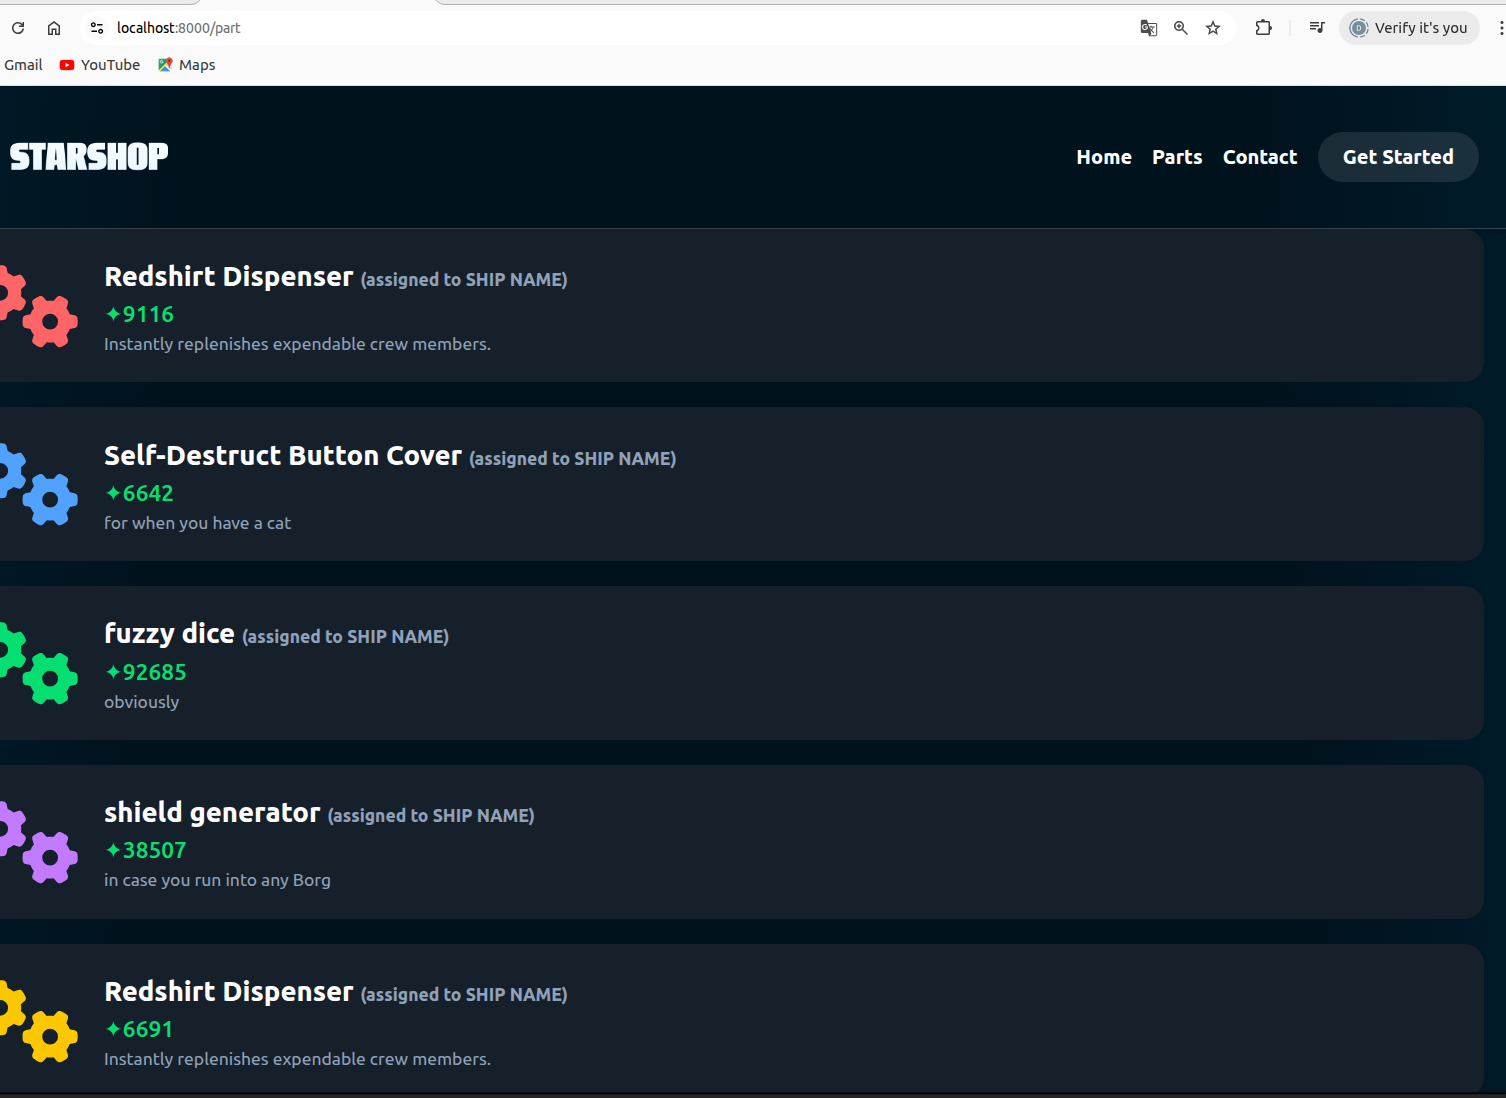 localhost:8000/part
Verify it's you
Gmail YouTube Maps
STARSHOP
Home Parts Contact Get Started
Redshirt Dispenser (assigned to SHIP NAME)
✦9116
Instantly replenishes expendable crew members.
Self-Destruct Button Cover (assigned to SHIP NAME)
✦6642
for when you have a cat
fuzzy dice (assigned to SHIP NAME)
✦92685
obviously
shield generator (assigned to SHIP NAME)
✦38507
in case you run into any Borg
Redshirt Dispenser (assigned to SHIP NAME)
✦6691
Instantly replenishes expendable crew members.